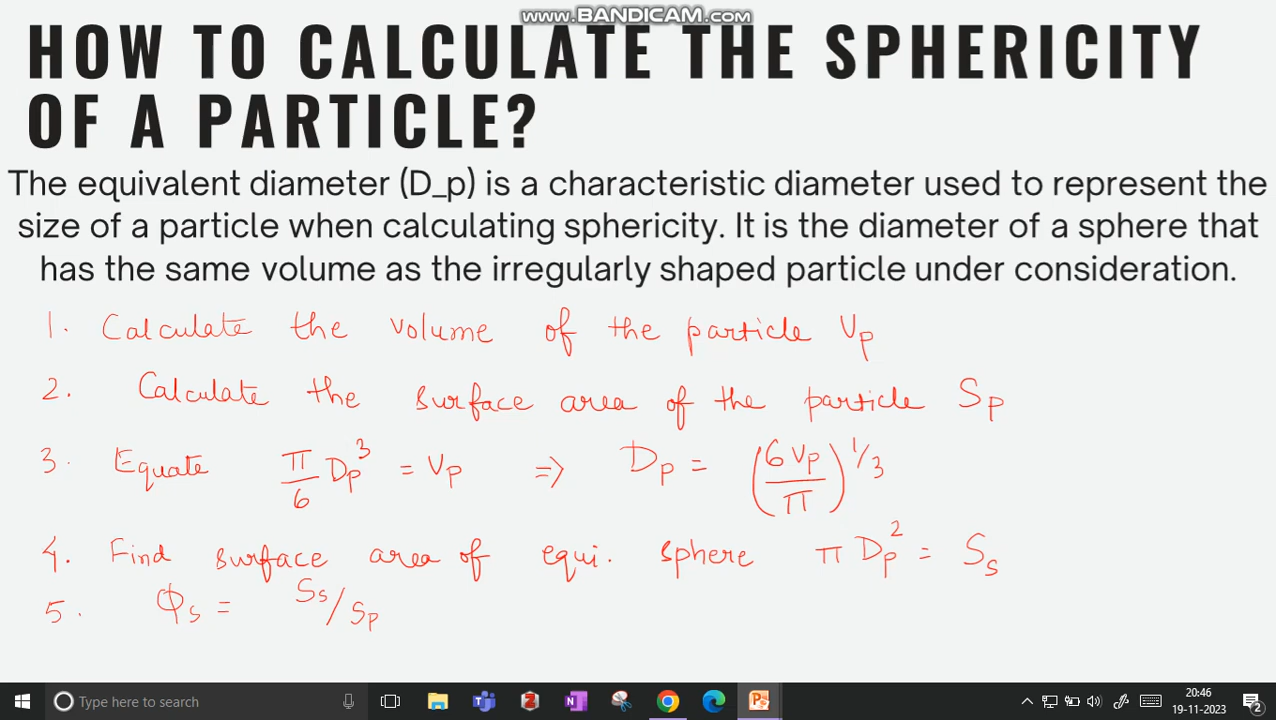 www.BANDICAM.com
HOW TO CALCULATE THE SPHERICITY
OF A PARTICLE?
The equivalent diameter (D_p) is a characteristic diameter used to represent the
size of a particle when calculating sphericity. It is the diameter of a sphere that
has the same volume as the irregularly shaped particle under consideration.
1. Calculate the volume of the particle Vp
2. Calculate the surface area of the particle Sp
3. Equate π/6 Dp³ = Vp ⇒ Dp = (6Vp/π)^1/3
4. Find surface area of equi. sphere π Dp² = Ss
5. Φs = Ss/Sp
Type here to search
20:46
19-11-2023
2